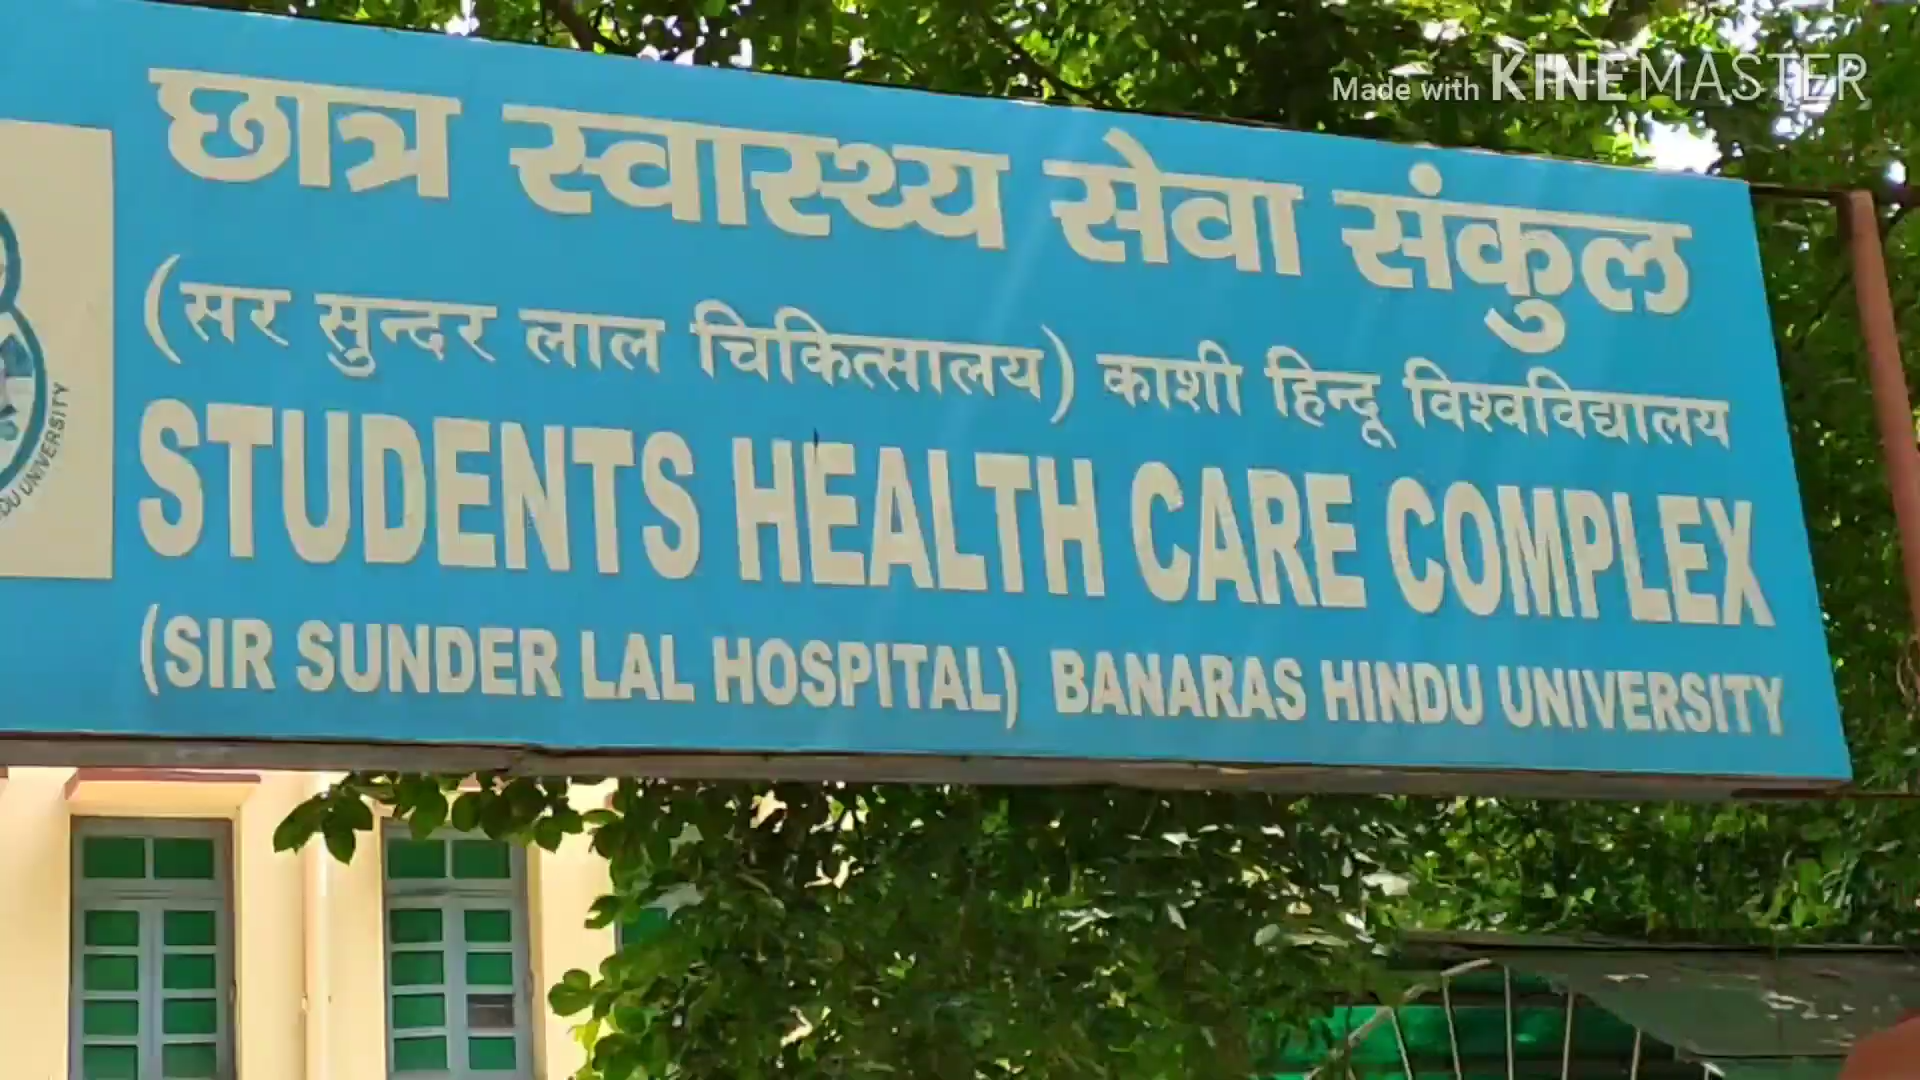 Made with KINEMASTER
छात्र स्वास्थ्य सेवा संकुल
(सर सुन्दर लाल चिकित्सालय) काशी हिन्दू विश्वविद्यालय
STUDENTS HEALTH CARE COMPLEX
(SIR SUNDER LAL HOSPITAL) BANARAS HINDU UNIVERSITY
UNIVERSITY